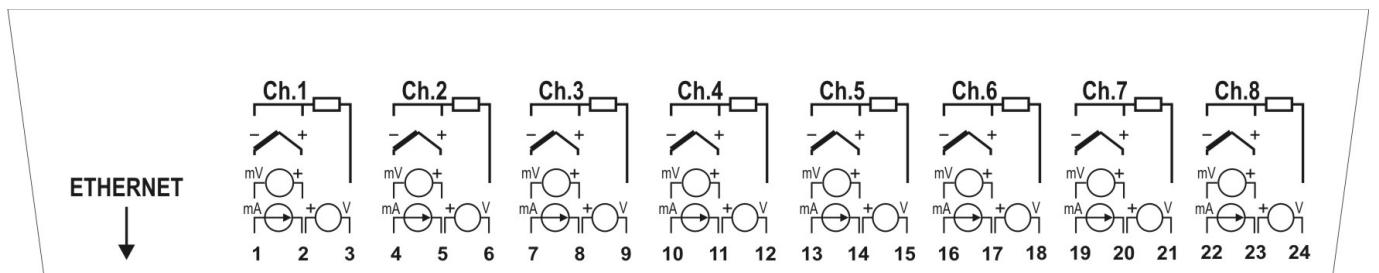 Ch.1 Ch.2 Ch.3 Ch.4 Ch.5 Ch.6 Ch.7 Ch.8
− + − + − + − + − + − + − + − +
mV + mV + mV + mV + mV + mV + mV + mV +
ETHERNET
mA + V mA + V mA + V mA + V mA + V mA + V mA + V mA + V
1 2 3 4 5 6 7 8 9 10 11 12 13 14 15 16 17 18 19 20 21 22 23 24